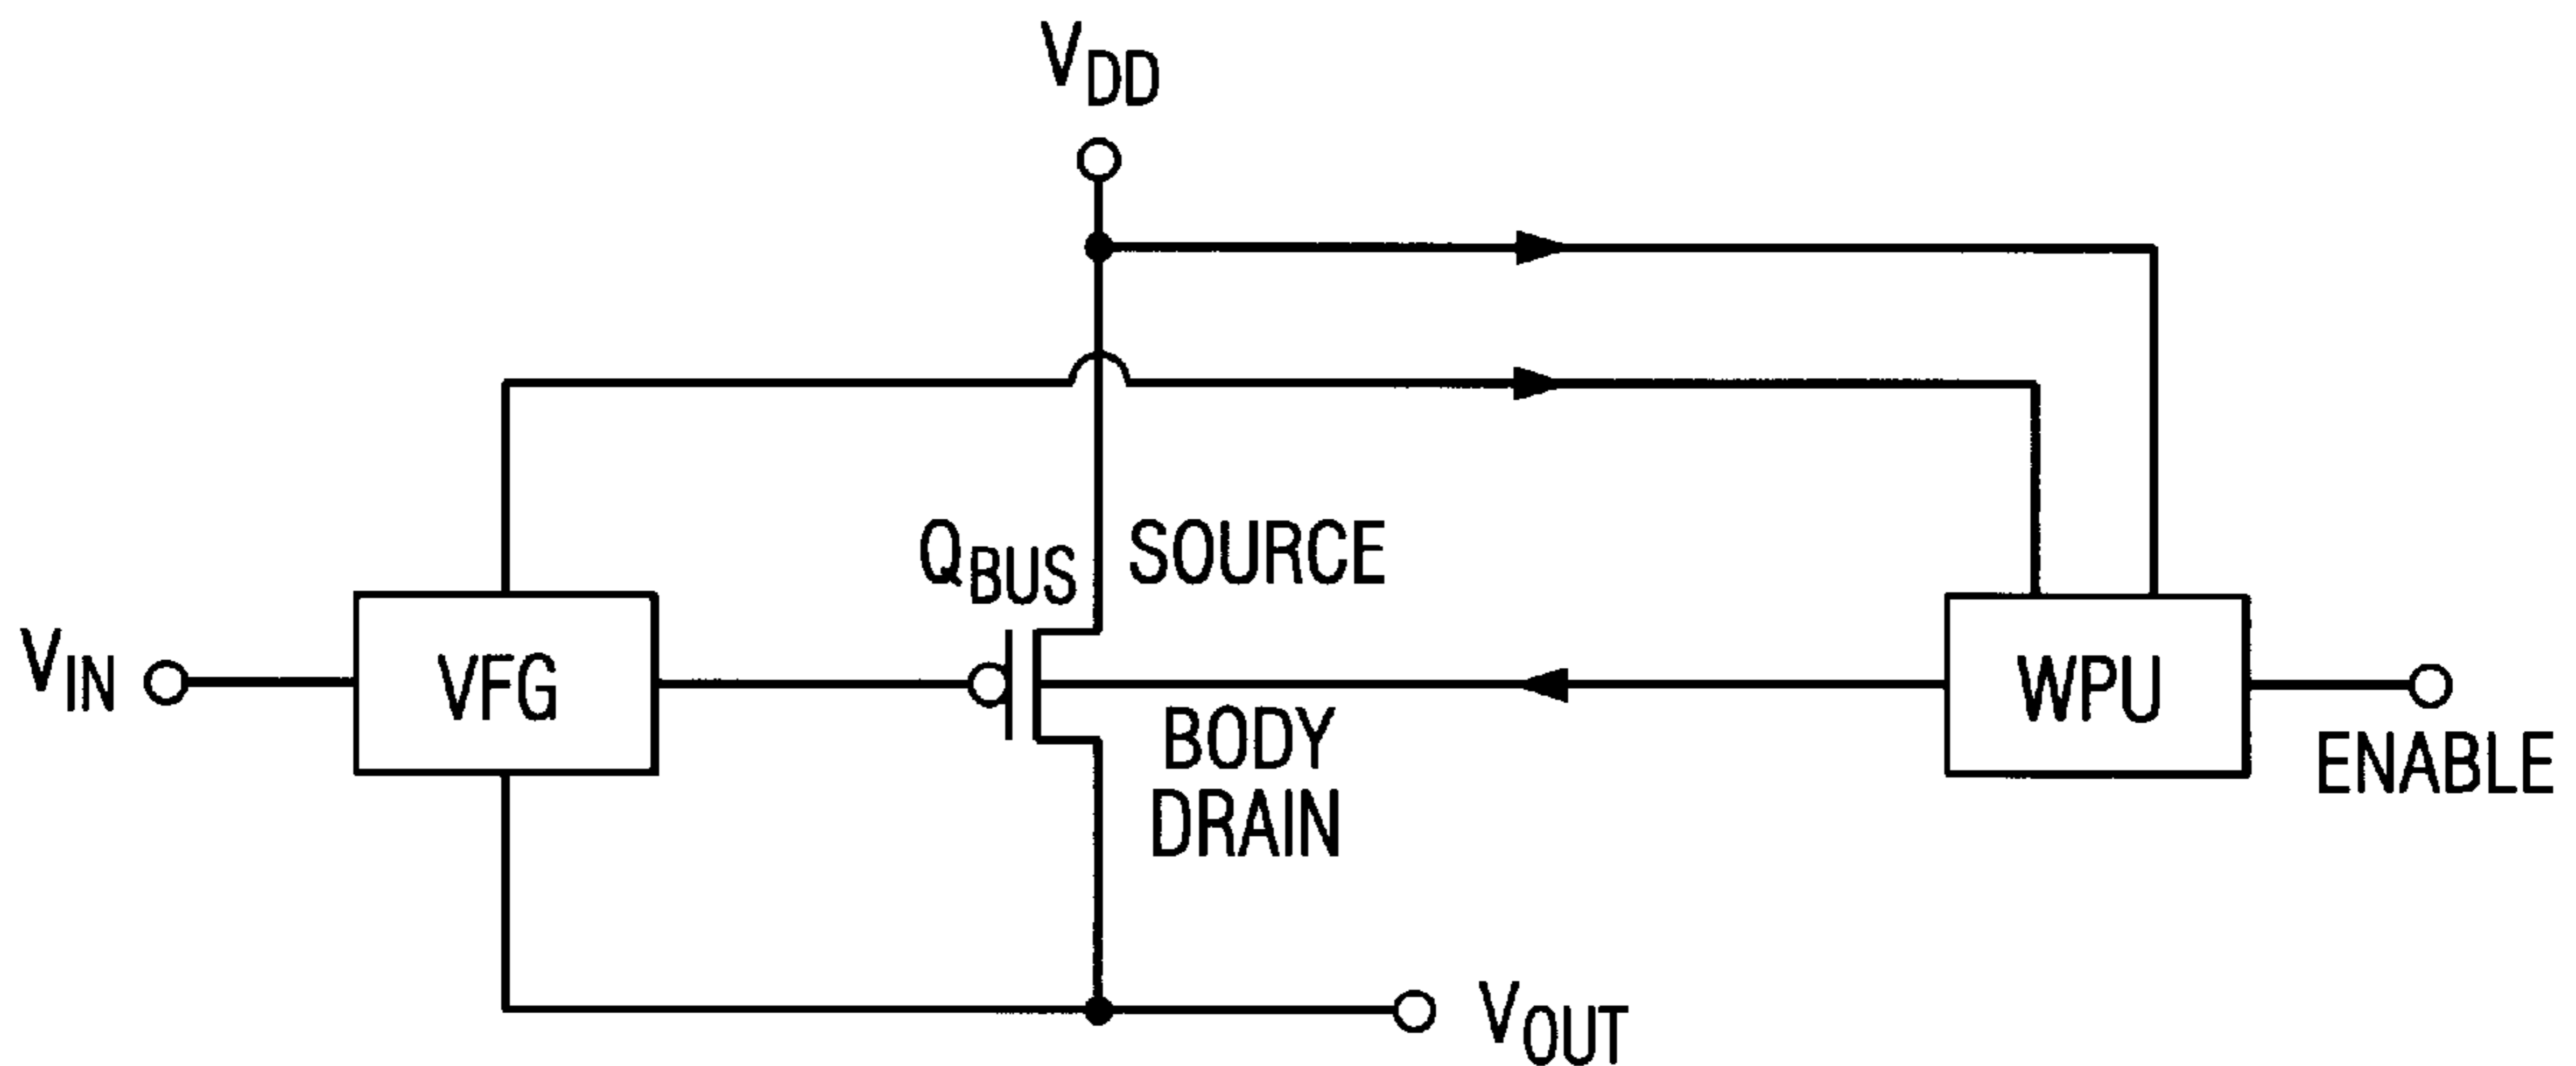 VDD
QBUS SOURCE
VIN
VFG
WPU
BODY
ENABLE
DRAIN
VOUT